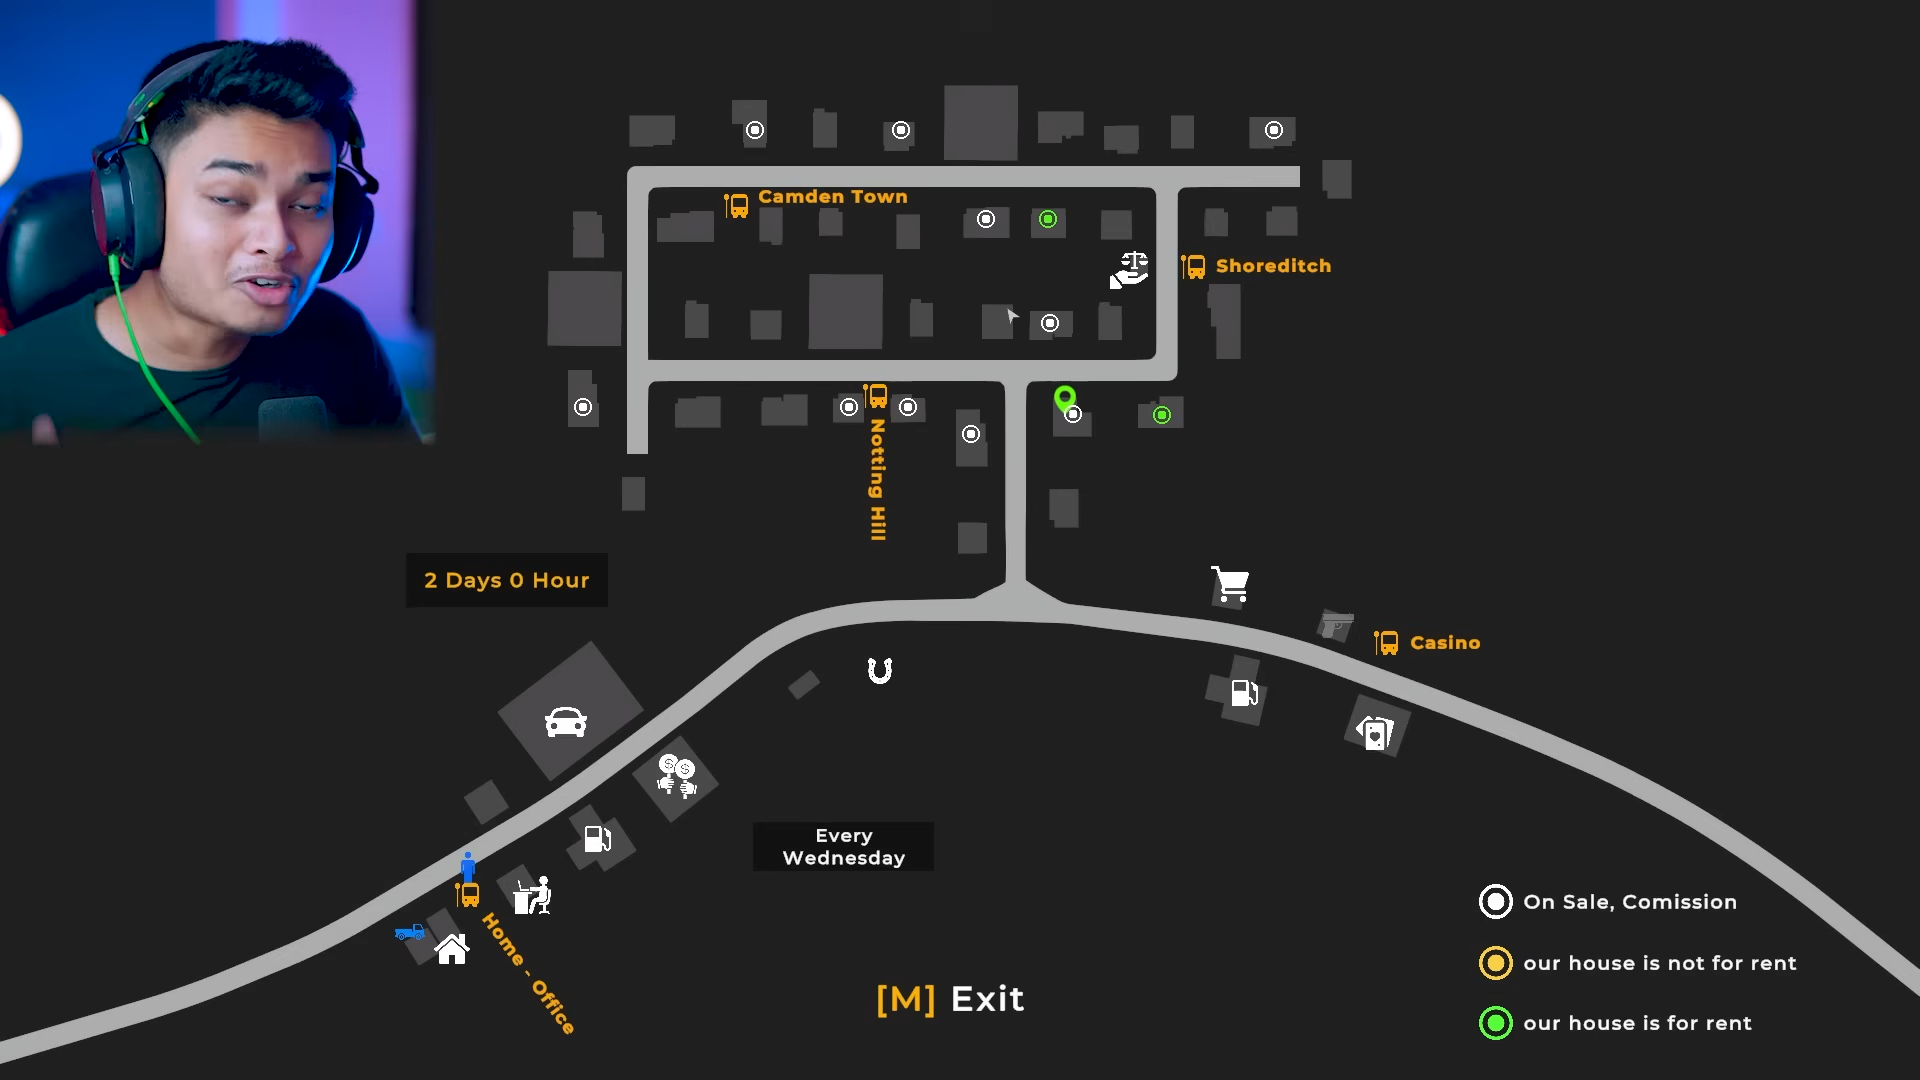 Camden Town
Shoreditch
Notting Hill
2 Days 0 Hour
Casino
Every
Wednesday
Home - Office
On Sale, Comission
our house is not for rent
[M] Exit
our house is for rent